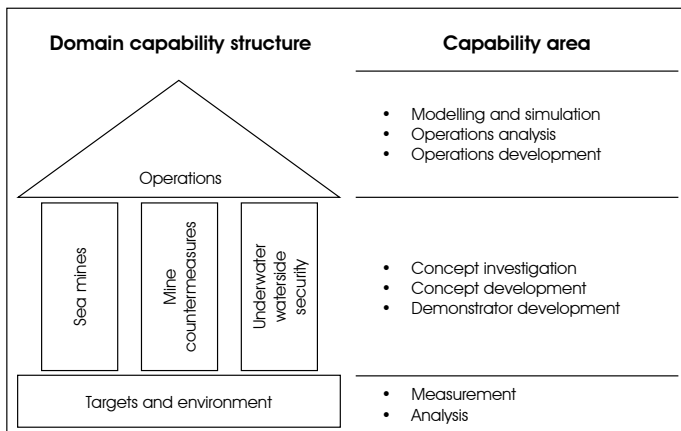 Domain capability structure
Capability area
Operations
• Modelling and simulation
• Operations analysis
• Operations development
Sea mines
Mine
countermeasures
Underwater
waterside
security
• Concept investigation
• Concept development
• Demonstrator development
Targets and environment
• Measurement
• Analysis